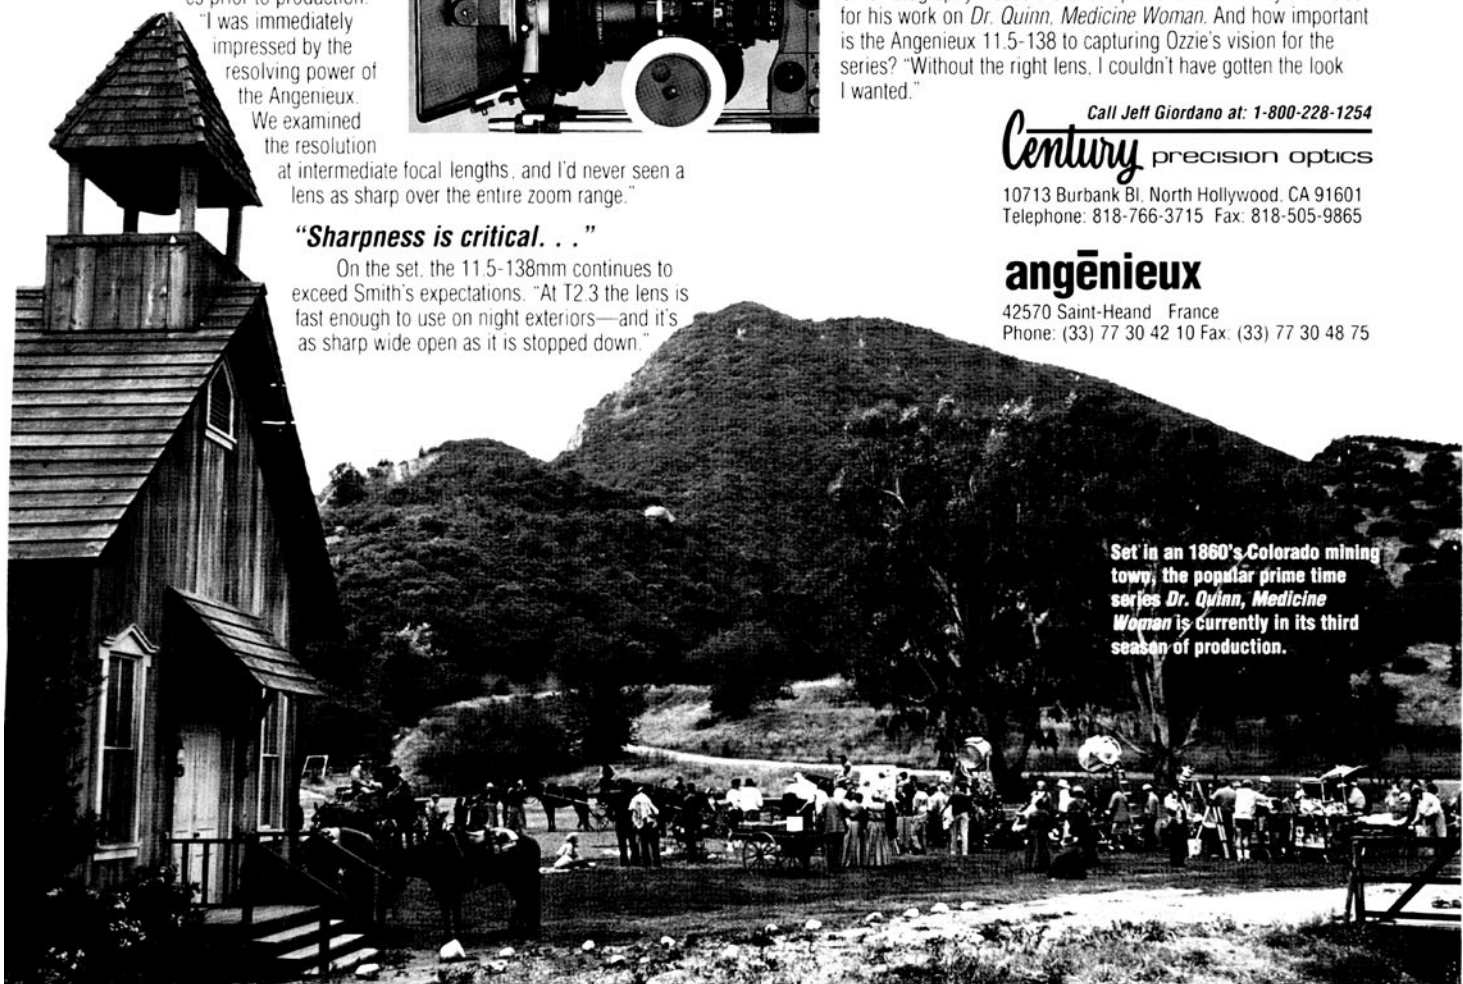 es prior to production.
"I was immediately
impressed by the
resolving power of
the Angenieux.
We examined
the resolution
at intermediate focal lengths, and I'd never seen a
lens as sharp over the entire zoom range."
"Sharpness is critical. . ."
On the set, the 11.5-138mm continues to
exceed Smith's expectations. "At T2.3 the lens is
fast enough to use on night exteriors—and it's
as sharp wide open as it is stopped down."
for his work on Dr. Quinn, Medicine Woman. And how important
is the Angenieux 11.5-138 to capturing Ozzie's vision for the
series? "Without the right lens, I couldn't have gotten the look
I wanted."
Call Jeff Giordano at: 1-800-228-1254
Century precision optics
10713 Burbank Bl, North Hollywood, CA 91601
Telephone: 818-766-3715 Fax: 818-505-9865
angēnieux
42570 Saint-Heand France
Phone: (33) 77 30 42 10 Fax: (33) 77 30 48 75
Set in an 1860's Colorado mining
town, the popular prime time
series Dr. Quinn, Medicine
Woman is currently in its third
season of production.